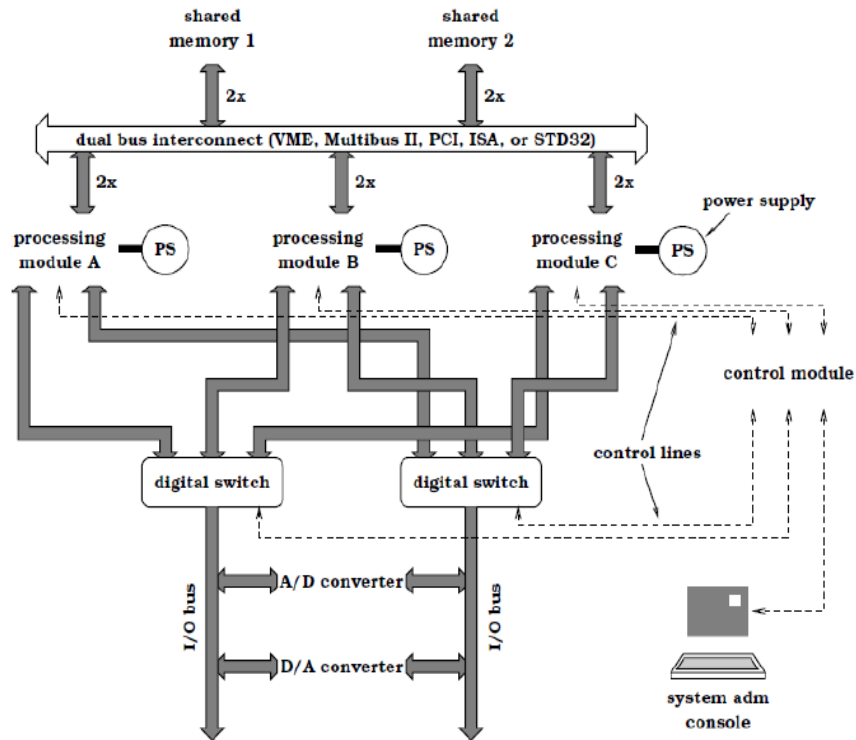 shared
memory 1
shared
memory 2
2x
2x
dual bus interconnect (VME, Multibus II, PCI, ISA, or STD32)
2x
2x
2x
power supply
processing
module A
PS
processing
module B
PS
processing
module C
PS
control module
control lines
digital switch
digital switch
I/O bus
A/D converter
I/O bus
D/A converter
system adm
console